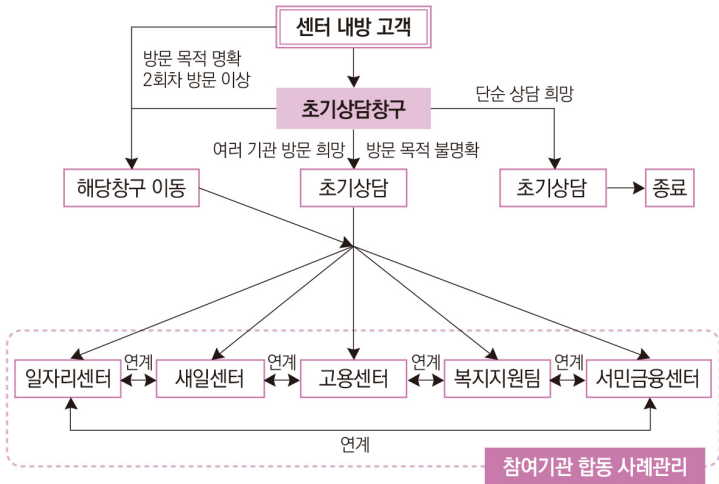 센터 내방 고객
방문 목적 명확
2회차 방문 이상
초기상담창구
단순 상담 희망
여러 기관 방문 희망
방문 목적 불명확
해당창구 이동
초기상담
초기상담
종료
일자리센터
연계
새일센터
연계
고용센터
연계
복지지원팀
연계
서민금융센터
연계
참여기관 합동 사례관리